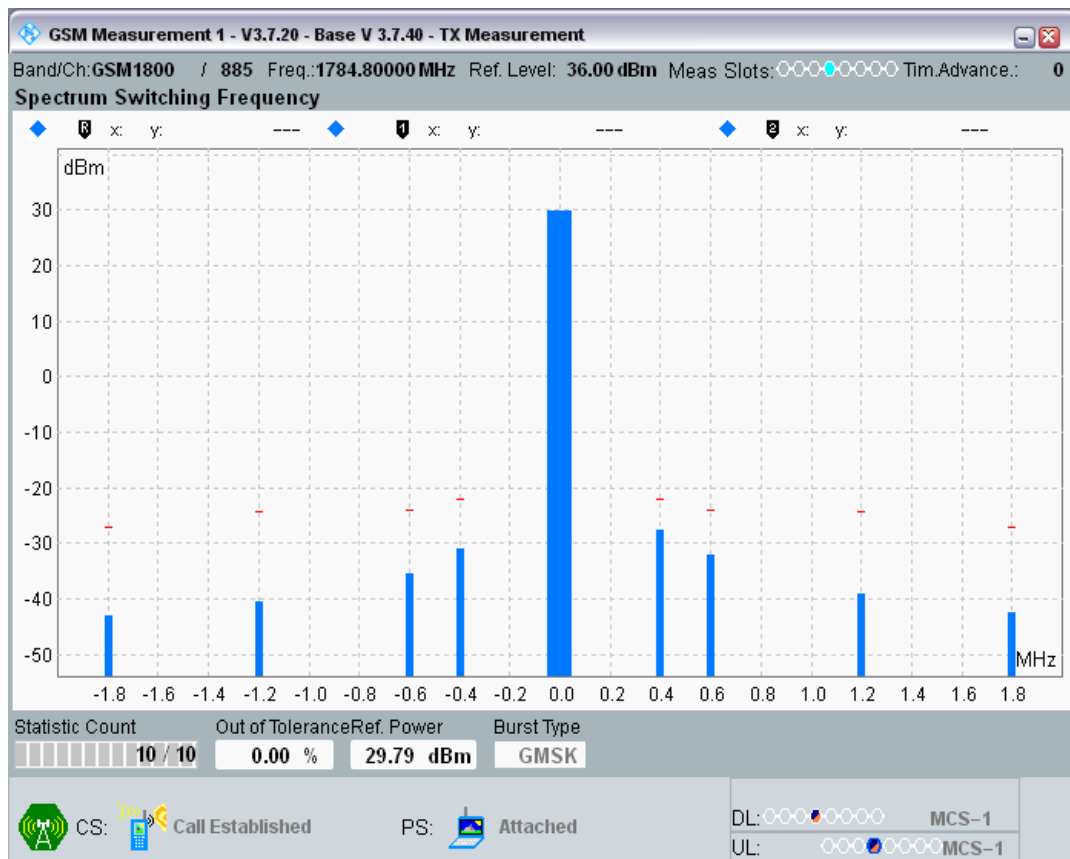 GSM Measurement 1 - V3.7.20 - Base V 3.7.40 - TX Measurement
Band/Ch:GSM1800 / 885 Freq.:1784.80000 MHz Ref. Level: 36.00 dBm Meas Slots: Tim.Advance.: 0
Spectrum Switching Frequency
R x: y: --- 1 x: y: --- 2 x: y: ---
dBm
30
20
10
0
-10
-20
-30
-40
-50
MHz
-1.8 -1.6 -1.4 -1.2 -1.0 -0.8 -0.6 -0.4 -0.2 0.0 0.2 0.4 0.6 0.8 1.0 1.2 1.4 1.6 1.8
Statistic Count Out of Tolerance Ref. Power Burst Type
10 / 10 0.00 % 29.79 dBm GMSK
CS: Call Established PS: Attached DL: MCS-1
UL: MCS-1